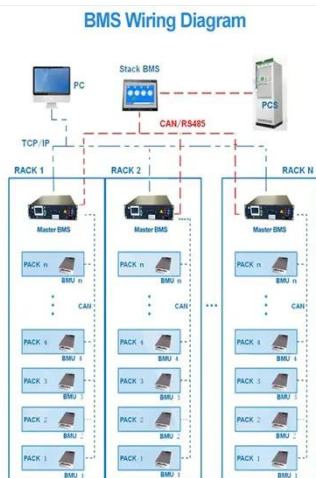 BMS Wiring Diagram
PC
Stack BMS
PCS
CAN/RS485
TCP/IP
RACK 1
RACK 2
RACK N
Master BMS
Master BMS
Master BMS
PACK n
BMU n
PACK n
BMU n
PACK n
BMU n
CAN
CAN
CAN
PACK 4
BMU 4
PACK 4
BMU 4
PACK 4
BMU 4
PACK 3
BMU 3
PACK 3
BMU 3
PACK 3
BMU 3
PACK 2
BMU 2
PACK 2
BMU 2
PACK 2
BMU 2
PACK 1
BMU 1
PACK 1
BMU 1
PACK 1
BMU 1